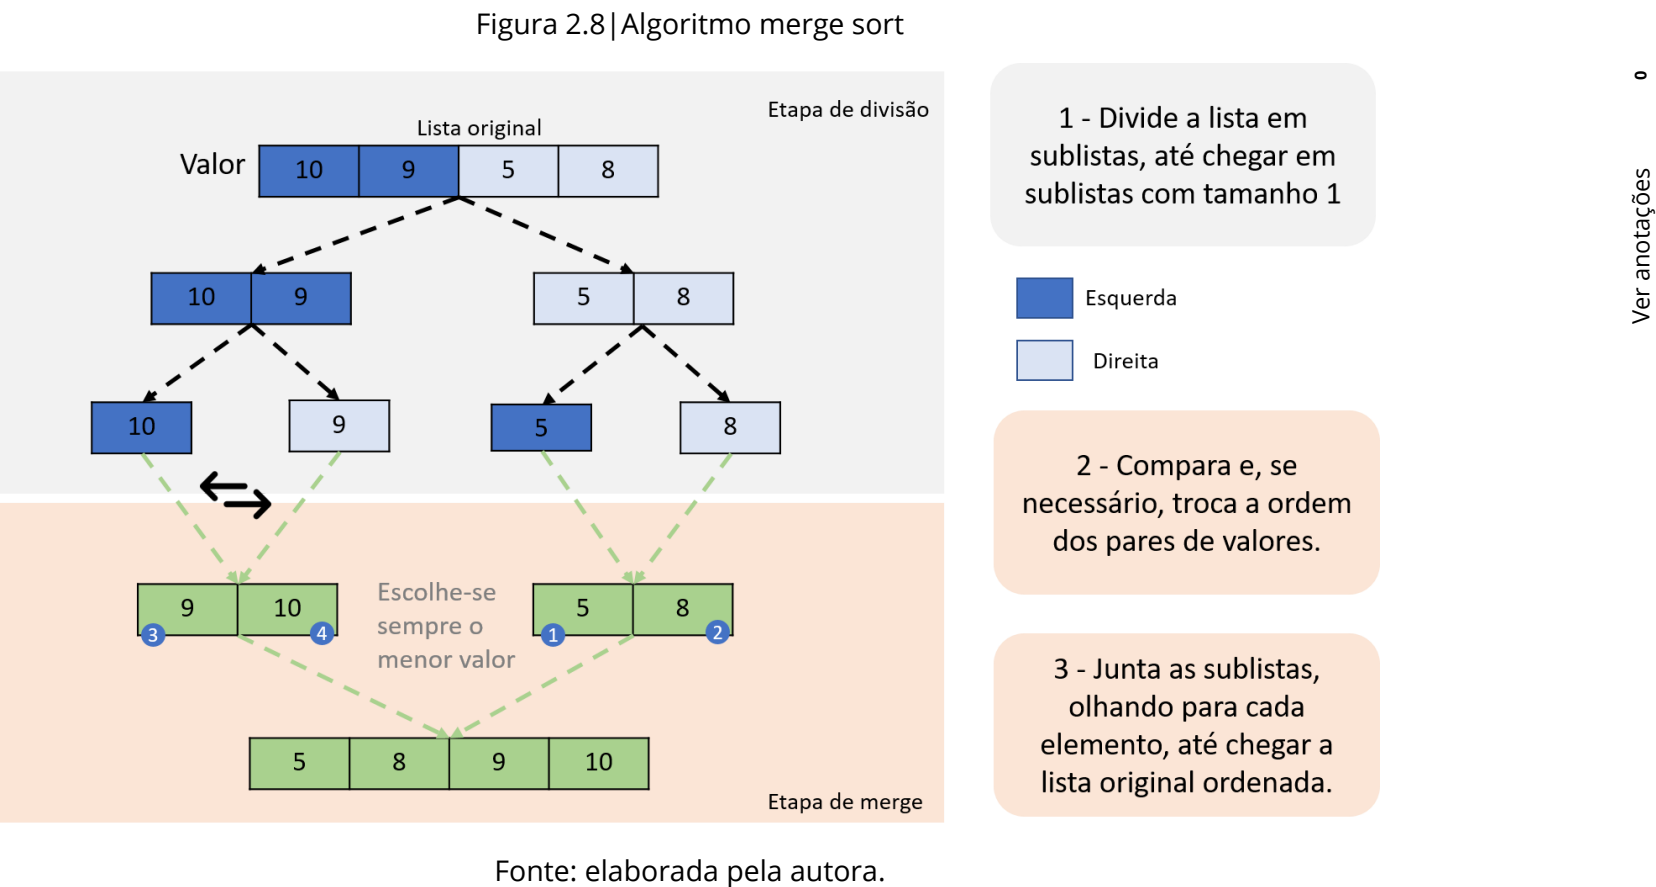 Figura 2.8|Algoritmo merge sort
Etapa de divisão
Lista original
Valor
10 9 5 8
10 9
5 8
10
9
5
8
9 10
3 4
Escolhe-se
sempre o
menor valor
5 8
1 2
5 8 9 10
Etapa de merge
1 - Divide a lista em
sublistas, até chegar em
sublistas com tamanho 1
Esquerda
Direita
2 - Compara e, se
necessário, troca a ordem
dos pares de valores.
3 - Junta as sublistas,
olhando para cada
elemento, até chegar a
lista original ordenada.
Fonte: elaborada pela autora.
0
Ver anotações